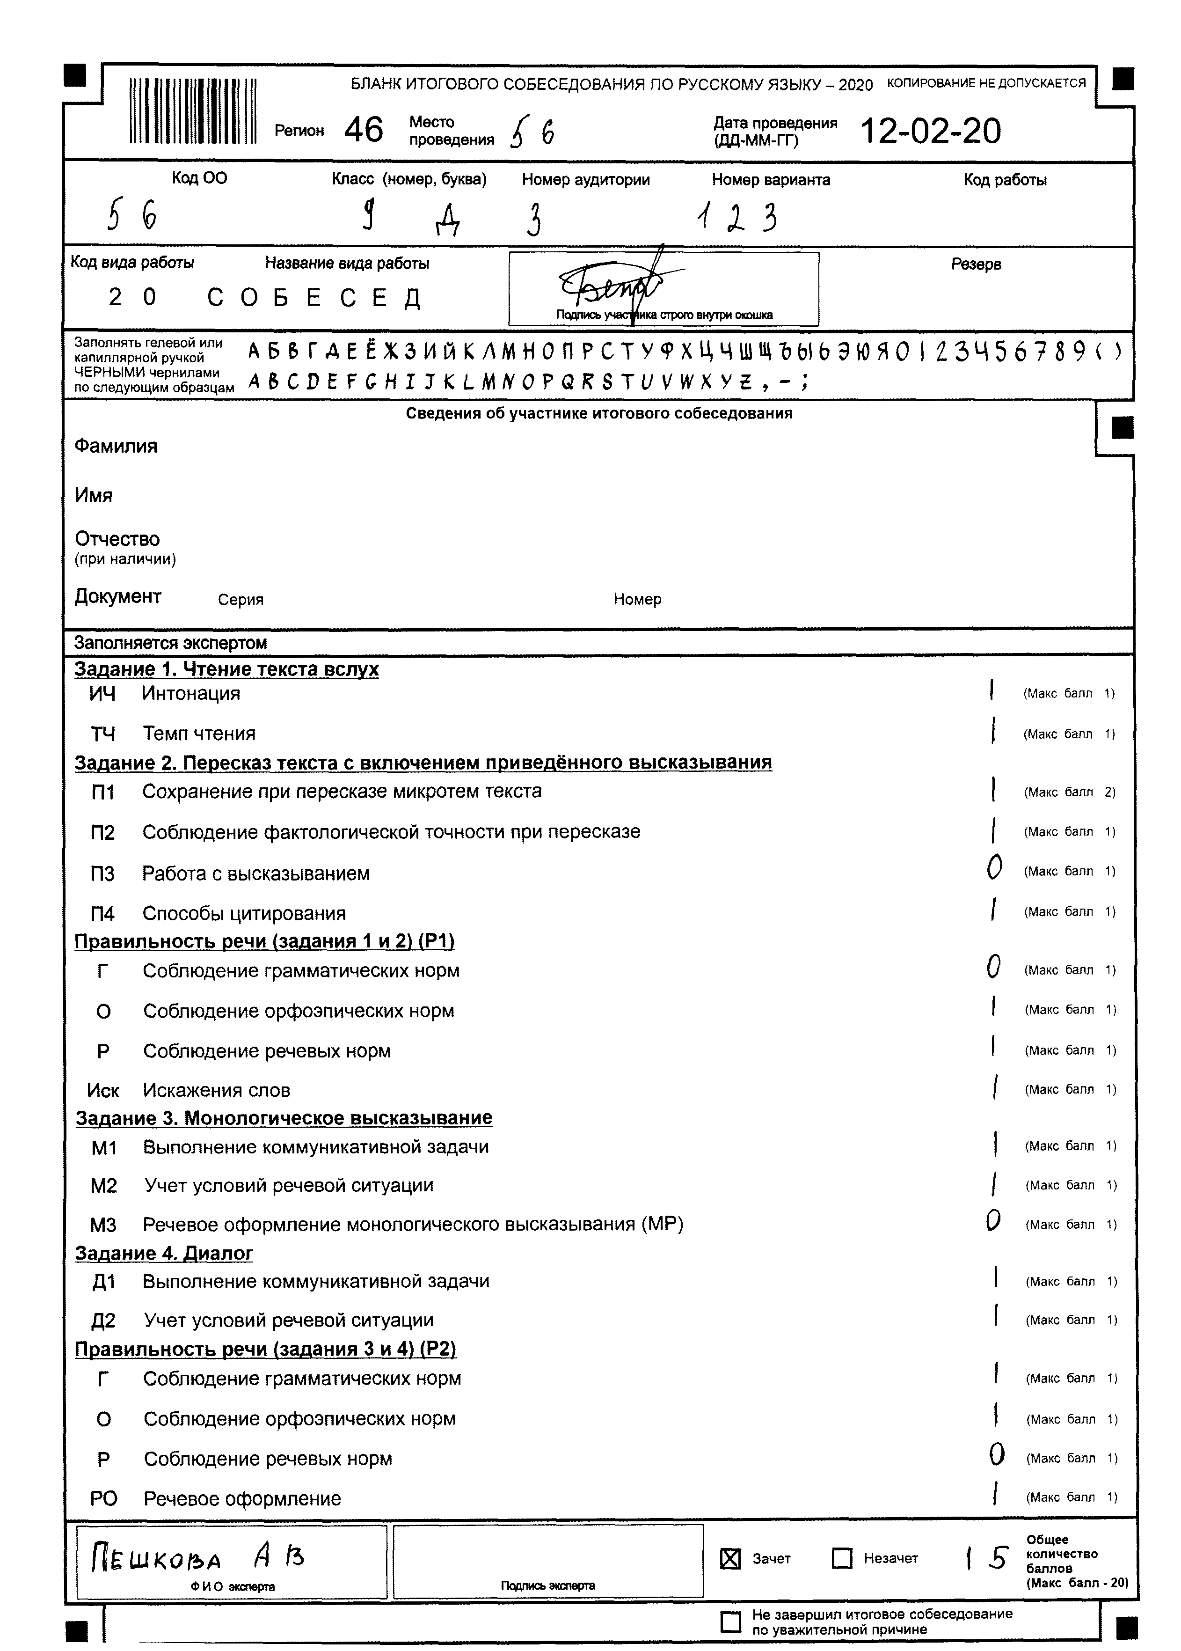 БЛАНК ИТОГОВОГО СОБЕСЕДОВАНИЯ ПО РУССКОМУ ЯЗЫКУ – 2020 КОПИРОВАНИЕ НЕ ДОПУСКАЕТСЯ
Регион 46 Место проведения 56 Дата проведения (ДД-ММ-ГГ) 12-02-20
Код ОО Класс (номер, буква) Номер аудитории Номер варианта Код работы
56 9 Д 3 123
Код вида работы Название вида работы Резерв
20 СОБЕСЕД
Подпись участника строго внутри окошка
Заполнять гелевой или
капиллярной ручкой
ЧЕРНЫМИ чернилами
по следующим образцам
АБВГДЕЁЖЗИЙКЛМНОПРСТУФХЦЧШЩЪЫЬЭЮЯ0123456789()
ABCDEFGHIJKLMNOPQRSTUVWXYZ,-;
Сведения об участнике итогового собеседования
Фамилия
Имя
Отчество
(при наличии)
Документ Серия Номер
Заполняется экспертом
Задание 1. Чтение текста вслух
ИЧ Интонация 1 (Макс балл 1)
ТЧ Темп чтения 1 (Макс балл 1)
Задание 2. Пересказ текста с включением приведённого высказывания
П1 Сохранение при пересказе микротем текста 1 (Макс балл 2)
П2 Соблюдение фактологической точности при пересказе 1 (Макс балл 1)
П3 Работа с высказыванием 0 (Макс балл 1)
П4 Способы цитирования 1 (Макс балл 1)
Правильность речи (задания 1 и 2) (Р1)
Г Соблюдение грамматических норм 0 (Макс балл 1)
О Соблюдение орфоэпических норм 1 (Макс балл 1)
Р Соблюдение речевых норм 1 (Макс балл 1)
Иск Искажения слов 1 (Макс балл 1)
Задание 3. Монологическое высказывание
М1 Выполнение коммуникативной задачи 1 (Макс балл 1)
М2 Учет условий речевой ситуации 1 (Макс балл 1)
М3 Речевое оформление монологического высказывания (МР) 0 (Макс балл 1)
Задание 4. Диалог
Д1 Выполнение коммуникативной задачи 1 (Макс балл 1)
Д2 Учет условий речевой ситуации 1 (Макс балл 1)
Правильность речи (задания 3 и 4) (Р2)
Г Соблюдение грамматических норм 1 (Макс балл 1)
О Соблюдение орфоэпических норм 1 (Макс балл 1)
Р Соблюдение речевых норм 0 (Макс балл 1)
РО Речевое оформление 1 (Макс балл 1)
ПЕШКОВА А В
ФИО эксперта
Подпись эксперта
Зачет Незачет 15
Общее
количество
баллов
(Макс балл - 20)
Не завершил итоговое собеседование
по уважительной причине